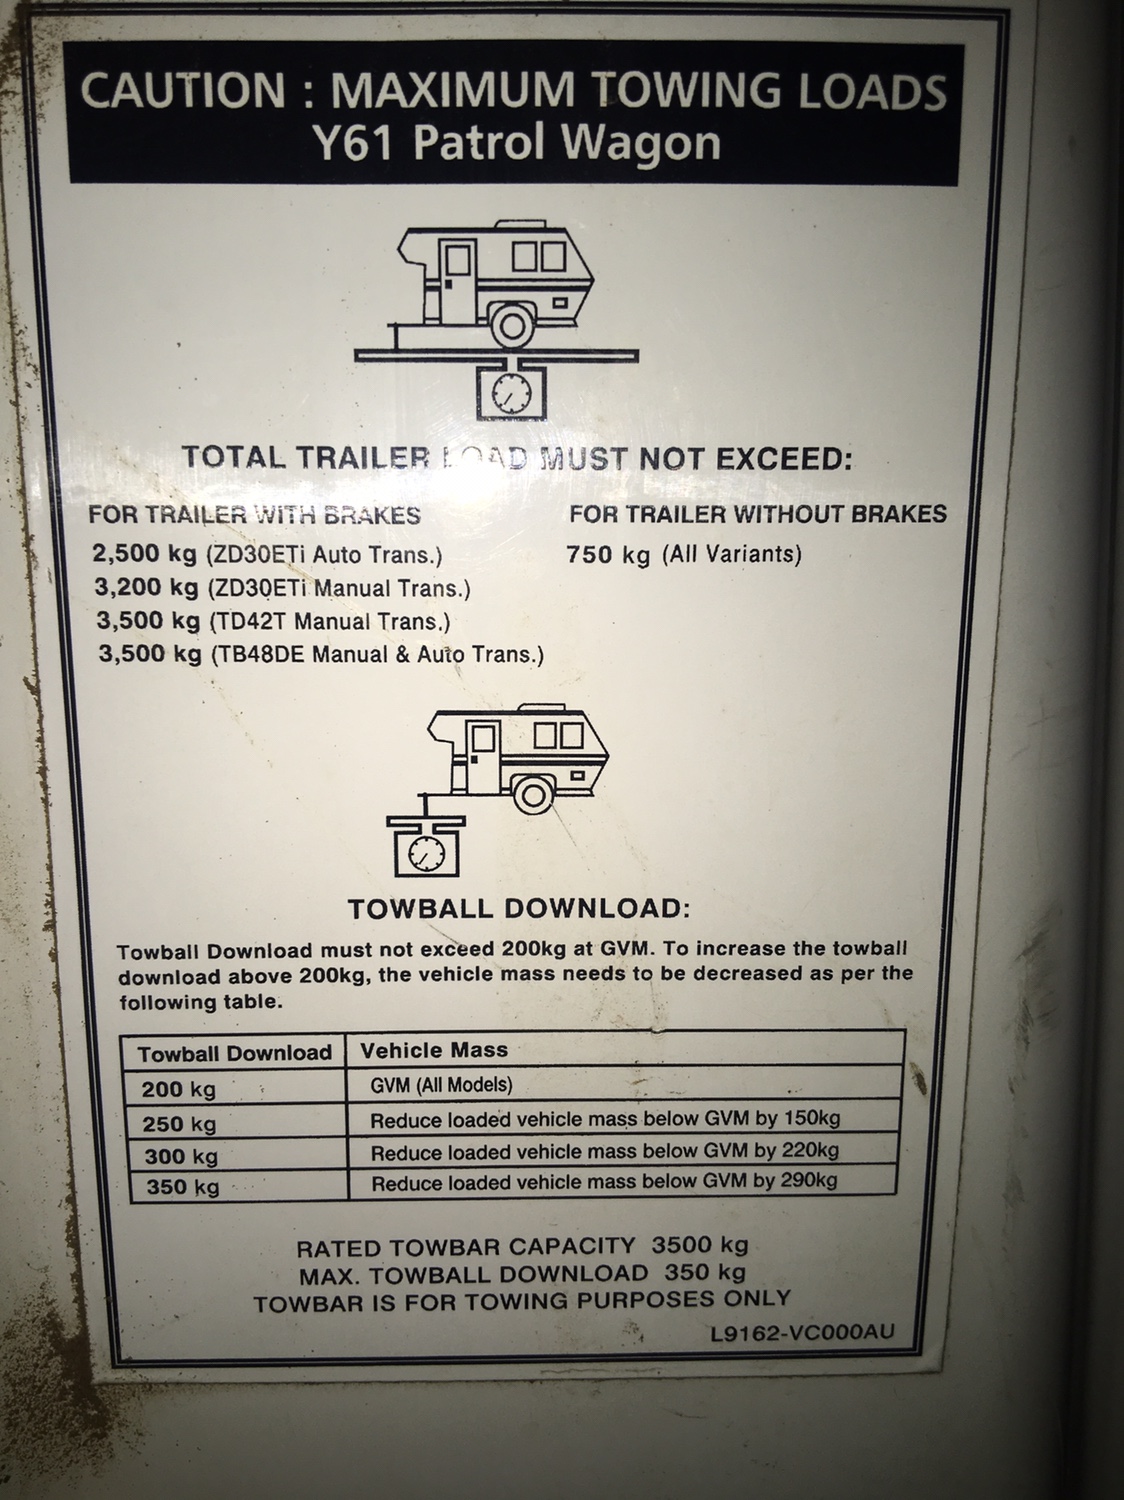 CAUTION : MAXIMUM TOWING LOADS
Y61 Patrol Wagon
TOTAL TRAILER LOAD MUST NOT EXCEED:
FOR TRAILER WITH BRAKES
2,500 kg (ZD30ETi Auto Trans.)
3,200 kg (ZD30ETi Manual Trans.)
3,500 kg (TD42T Manual Trans.)
3,500 kg (TB48DE Manual & Auto Trans.)
FOR TRAILER WITHOUT BRAKES
750 kg (All Variants)
TOWBALL DOWNLOAD:
Towball Download must not exceed 200kg at GVM. To increase the towball
download above 200kg, the vehicle mass needs to be decreased as per the
following table.
Towball Download Vehicle Mass
200 kg GVM (All Models)
250 kg Reduce loaded vehicle mass below GVM by 150kg
300 kg Reduce loaded vehicle mass below GVM by 220kg
350 kg Reduce loaded vehicle mass below GVM by 290kg
RATED TOWBAR CAPACITY 3500 kg
MAX. TOWBALL DOWNLOAD 350 kg
TOWBAR IS FOR TOWING PURPOSES ONLY
L9162-VC000AU